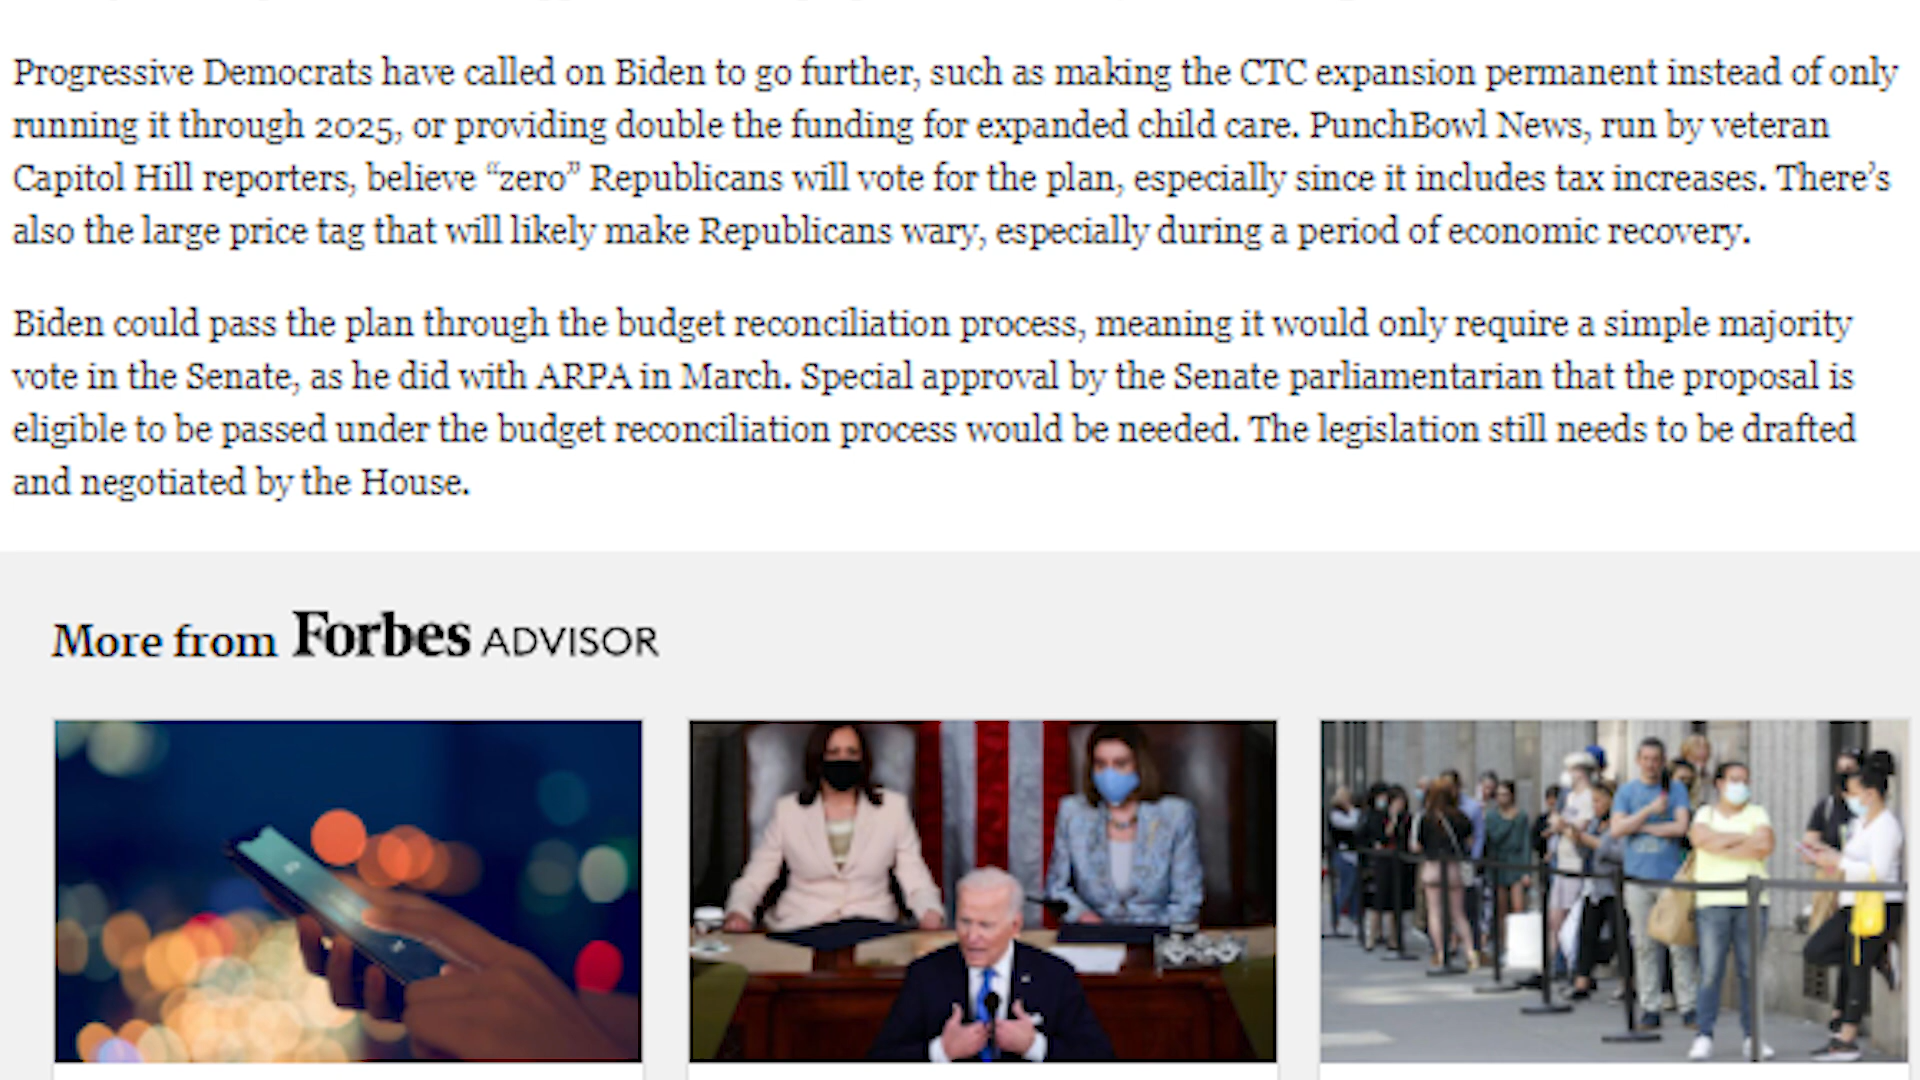 Progressive Democrats have called on Biden to go further, such as making the CTC expansion permanent instead of only
running it through 2025, or providing double the funding for expanded child care. PunchBowl News, run by veteran
Capitol Hill reporters, believe “zero” Republicans will vote for the plan, especially since it includes tax increases. There’s
also the large price tag that will likely make Republicans wary, especially during a period of economic recovery.
Biden could pass the plan through the budget reconciliation process, meaning it would only require a simple majority
vote in the Senate, as he did with ARPA in March. Special approval by the Senate parliamentarian that the proposal is
eligible to be passed under the budget reconciliation process would be needed. The legislation still needs to be drafted
and negotiated by the House.
More from Forbes ADVISOR